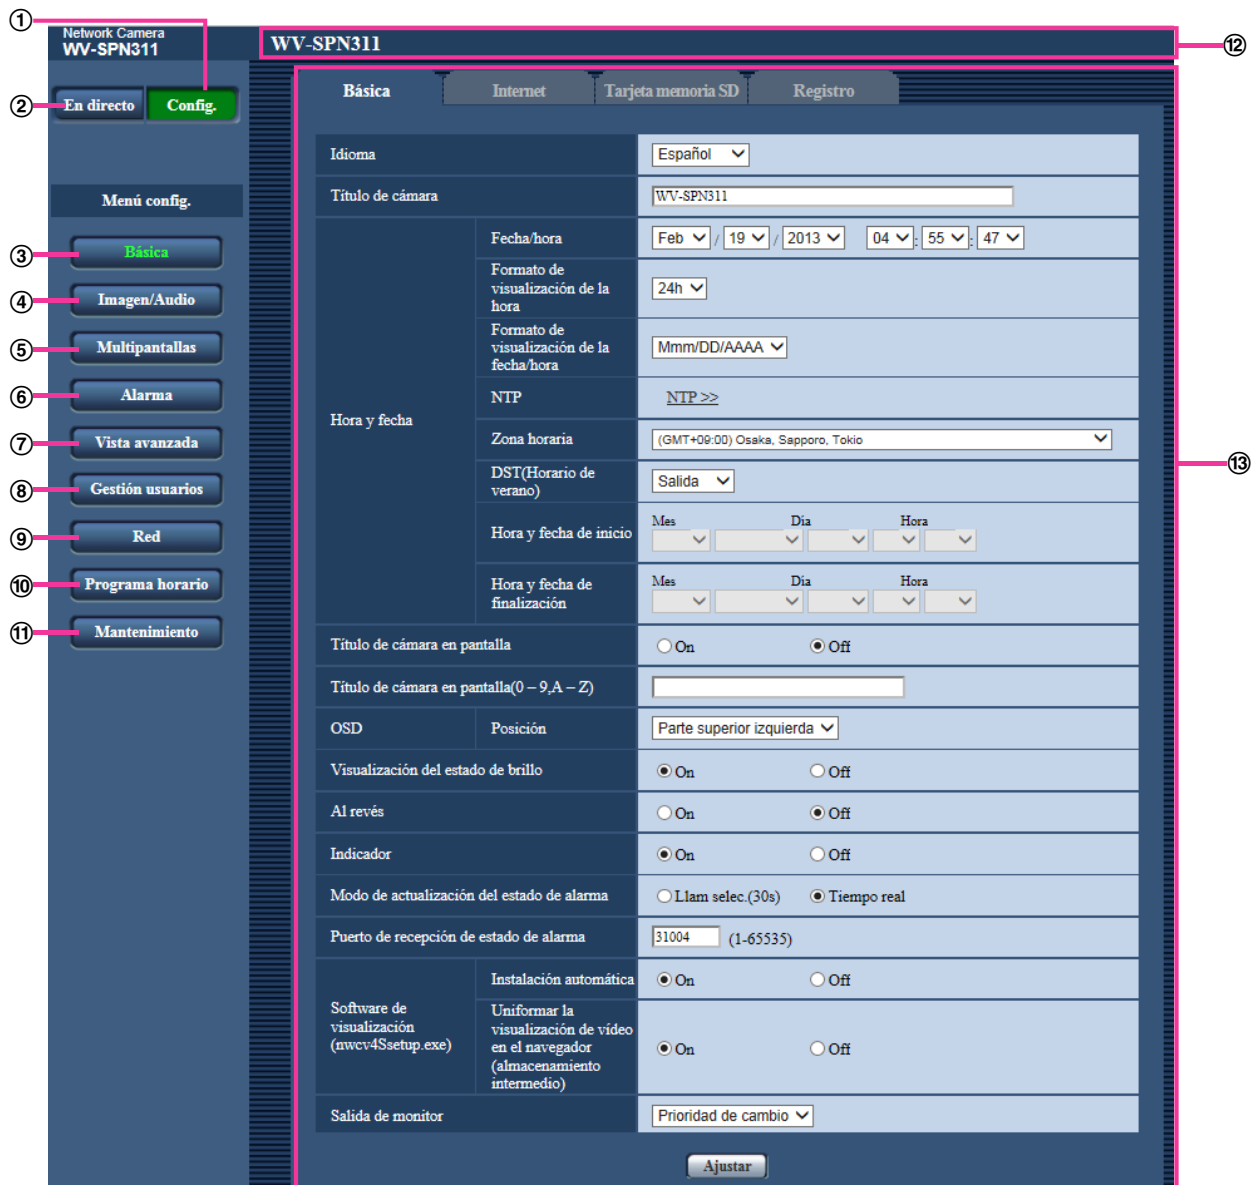 ①
Network Camera
WV-SPN311
WV-SPN311
⑫
② En directo Config.
Básica Internet Tarjeta memoria SD Registro
Menú config.
③ Básica
④ Imagen/Audio
⑤ Multipantallas
⑥ Alarma
⑦ Vista avanzada
⑧ Gestión usuarios
⑨ Red
⑩ Programa horario
⑪ Mantenimiento
⑬
Idioma Español
Título de cámara WV-SPN311
Hora y fecha
Fecha/hora Feb / 19 / 2013 04 : 55 : 47
Formato de
visualización de la
hora
24h
Formato de
visualización de la
fecha/hora
Mmm/DD/AAAA
NTP NTP >>
Zona horaria (GMT+09:00) Osaka, Sapporo, Tokio
DST(Horario de
verano)
Salida
Hora y fecha de inicio
Mes Día Hora
Hora y fecha de
finalización
Mes Día Hora
Título de cámara en pantalla On Off
Título de cámara en pantalla(0 – 9,A – Z)
OSD Posición Parte superior izquierda
Visualización del estado de brillo On Off
Al revés On Off
Indicador On Off
Modo de actualización del estado de alarma Llam selec.(30s) Tiempo real
Puerto de recepción de estado de alarma 31004 (1-65535)
Software de
visualización
(nwcv4Ssetup.exe)
Instalación automática On Off
Uniformar la
visualización de vídeo
en el navegador
(almacenamiento
intermedio)
On Off
Salida de monitor Prioridad de cambio
Ajustar